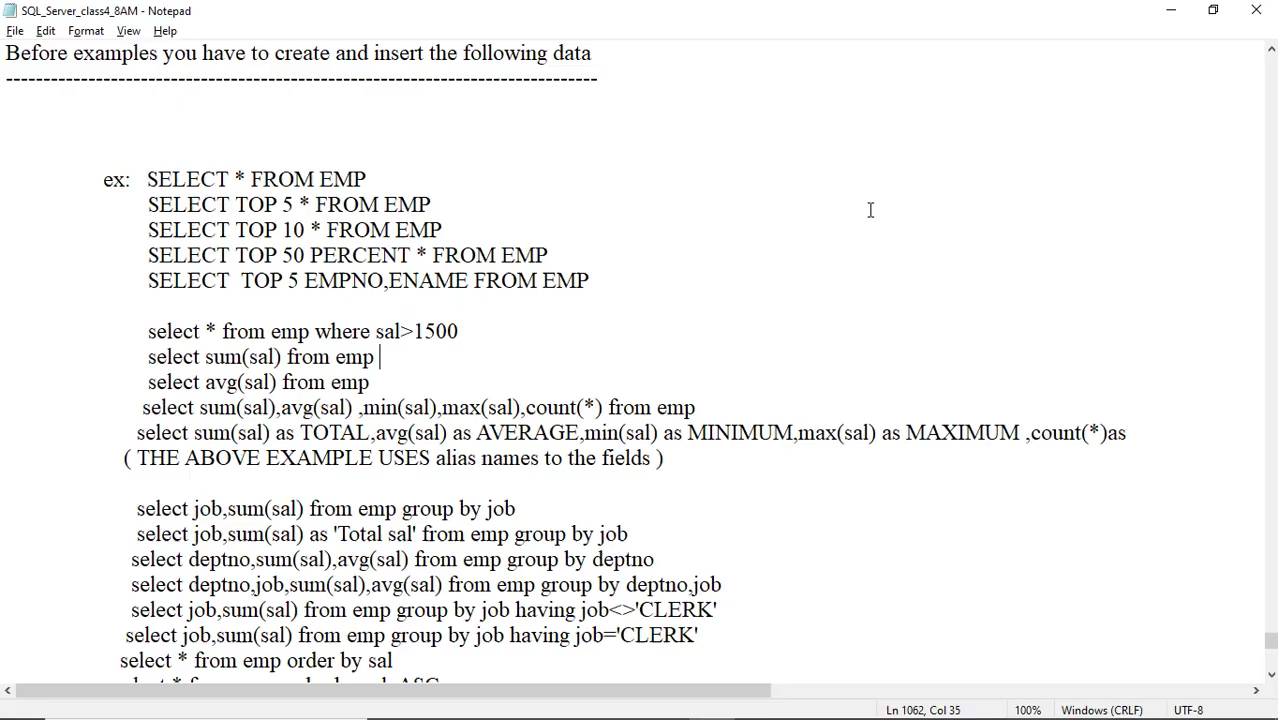 SQL_Server_class4_8AM - Notepad
File Edit Format View Help
Before examples you have to create and insert the following data
--------------------------------------------------------------------------------
ex: SELECT * FROM EMP
SELECT TOP 5 * FROM EMP
SELECT TOP 10 * FROM EMP
SELECT TOP 50 PERCENT * FROM EMP
SELECT  TOP 5 EMPNO,ENAME FROM EMP
select * from emp where sal>1500
select sum(sal) from emp
select avg(sal) from emp
select sum(sal),avg(sal) ,min(sal),max(sal),count(*) from emp
select sum(sal) as TOTAL,avg(sal) as AVERAGE,min(sal) as MINIMUM,max(sal) as MAXIMUM ,count(*)as
( THE ABOVE EXAMPLE USES alias names to the fields )
select job,sum(sal) from emp group by job
select job,sum(sal) as 'Total sal' from emp group by job
select deptno,sum(sal),avg(sal) from emp group by deptno
select deptno,job,sum(sal),avg(sal) from emp group by deptno,job
select job,sum(sal) from emp group by job having job<>'CLERK'
select job,sum(sal) from emp group by job having job='CLERK'
select * from emp order by sal
Ln 1062, Col 35 100% Windows (CRLF) UTF-8